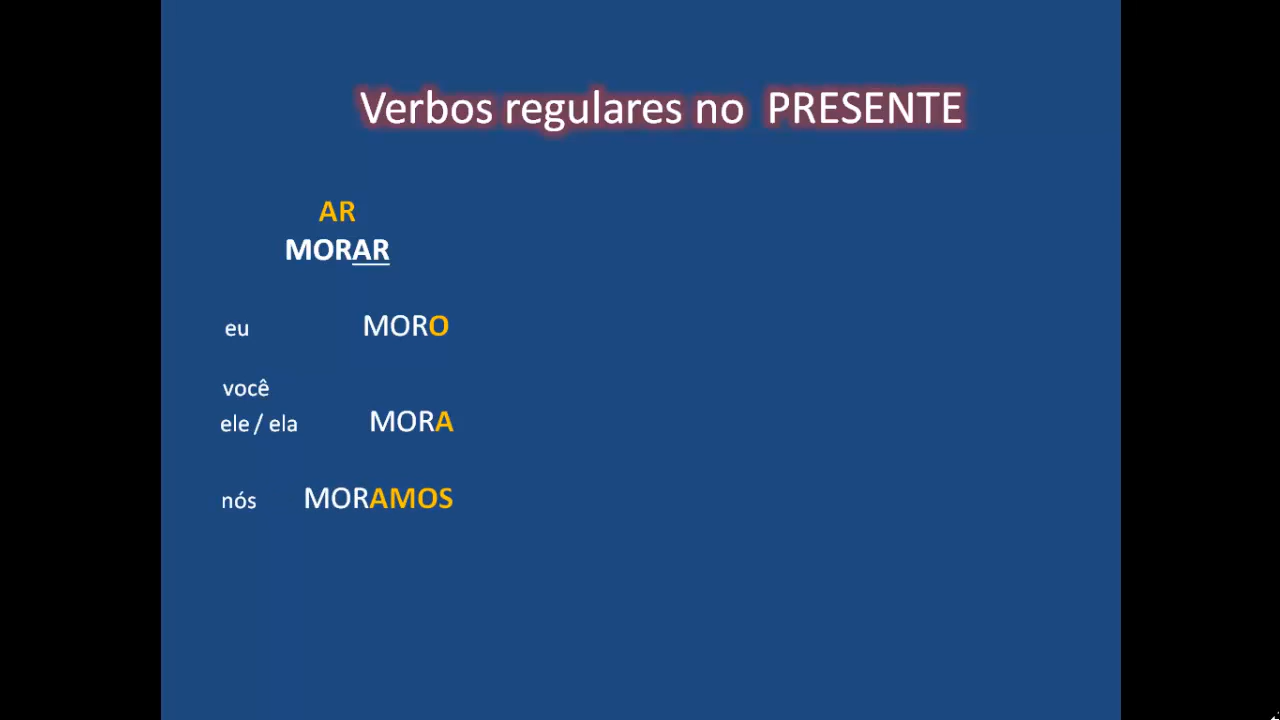 Verbos regulares no PRESENTE
AR
MORAR
eu MORO
você
ele / ela MORA
nós MORAMOS